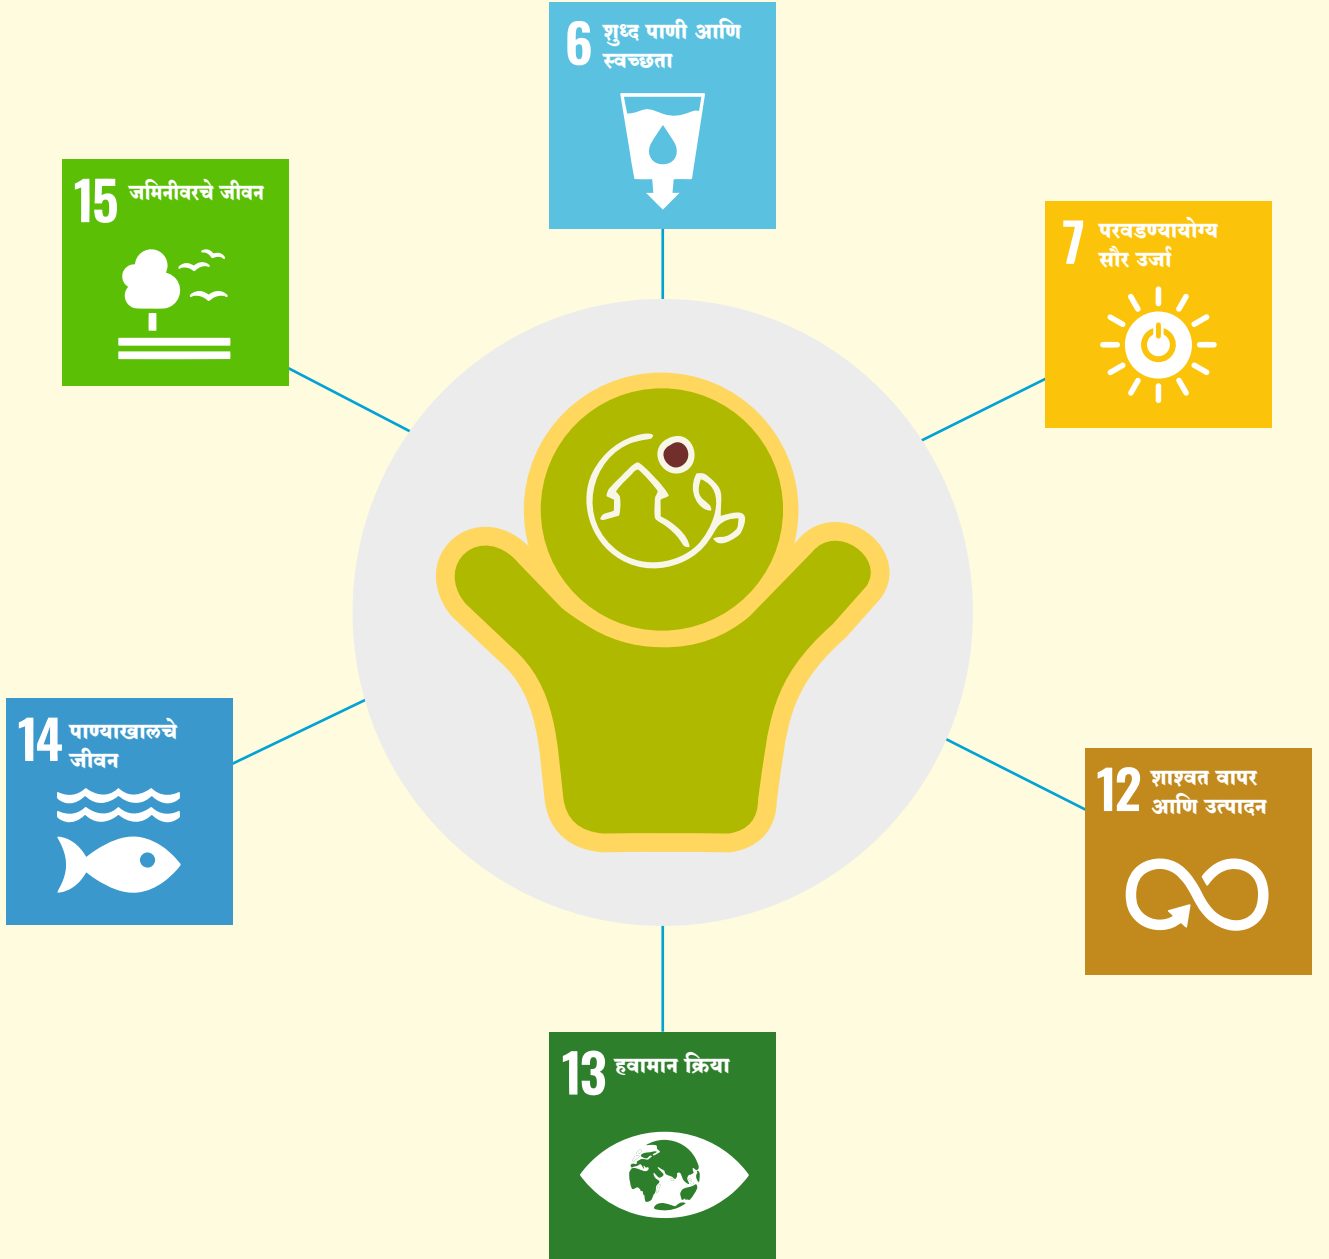 6 शुध्द पाणी आणि
स्वच्छता
15 जमिनीवरचे जीवन
7 परवडण्यायोग्य
सौर उर्जा
14 पाण्याखालचे
जीवन
12 शाश्वत वापर
आणि उत्पादन
13 हवामान क्रिया